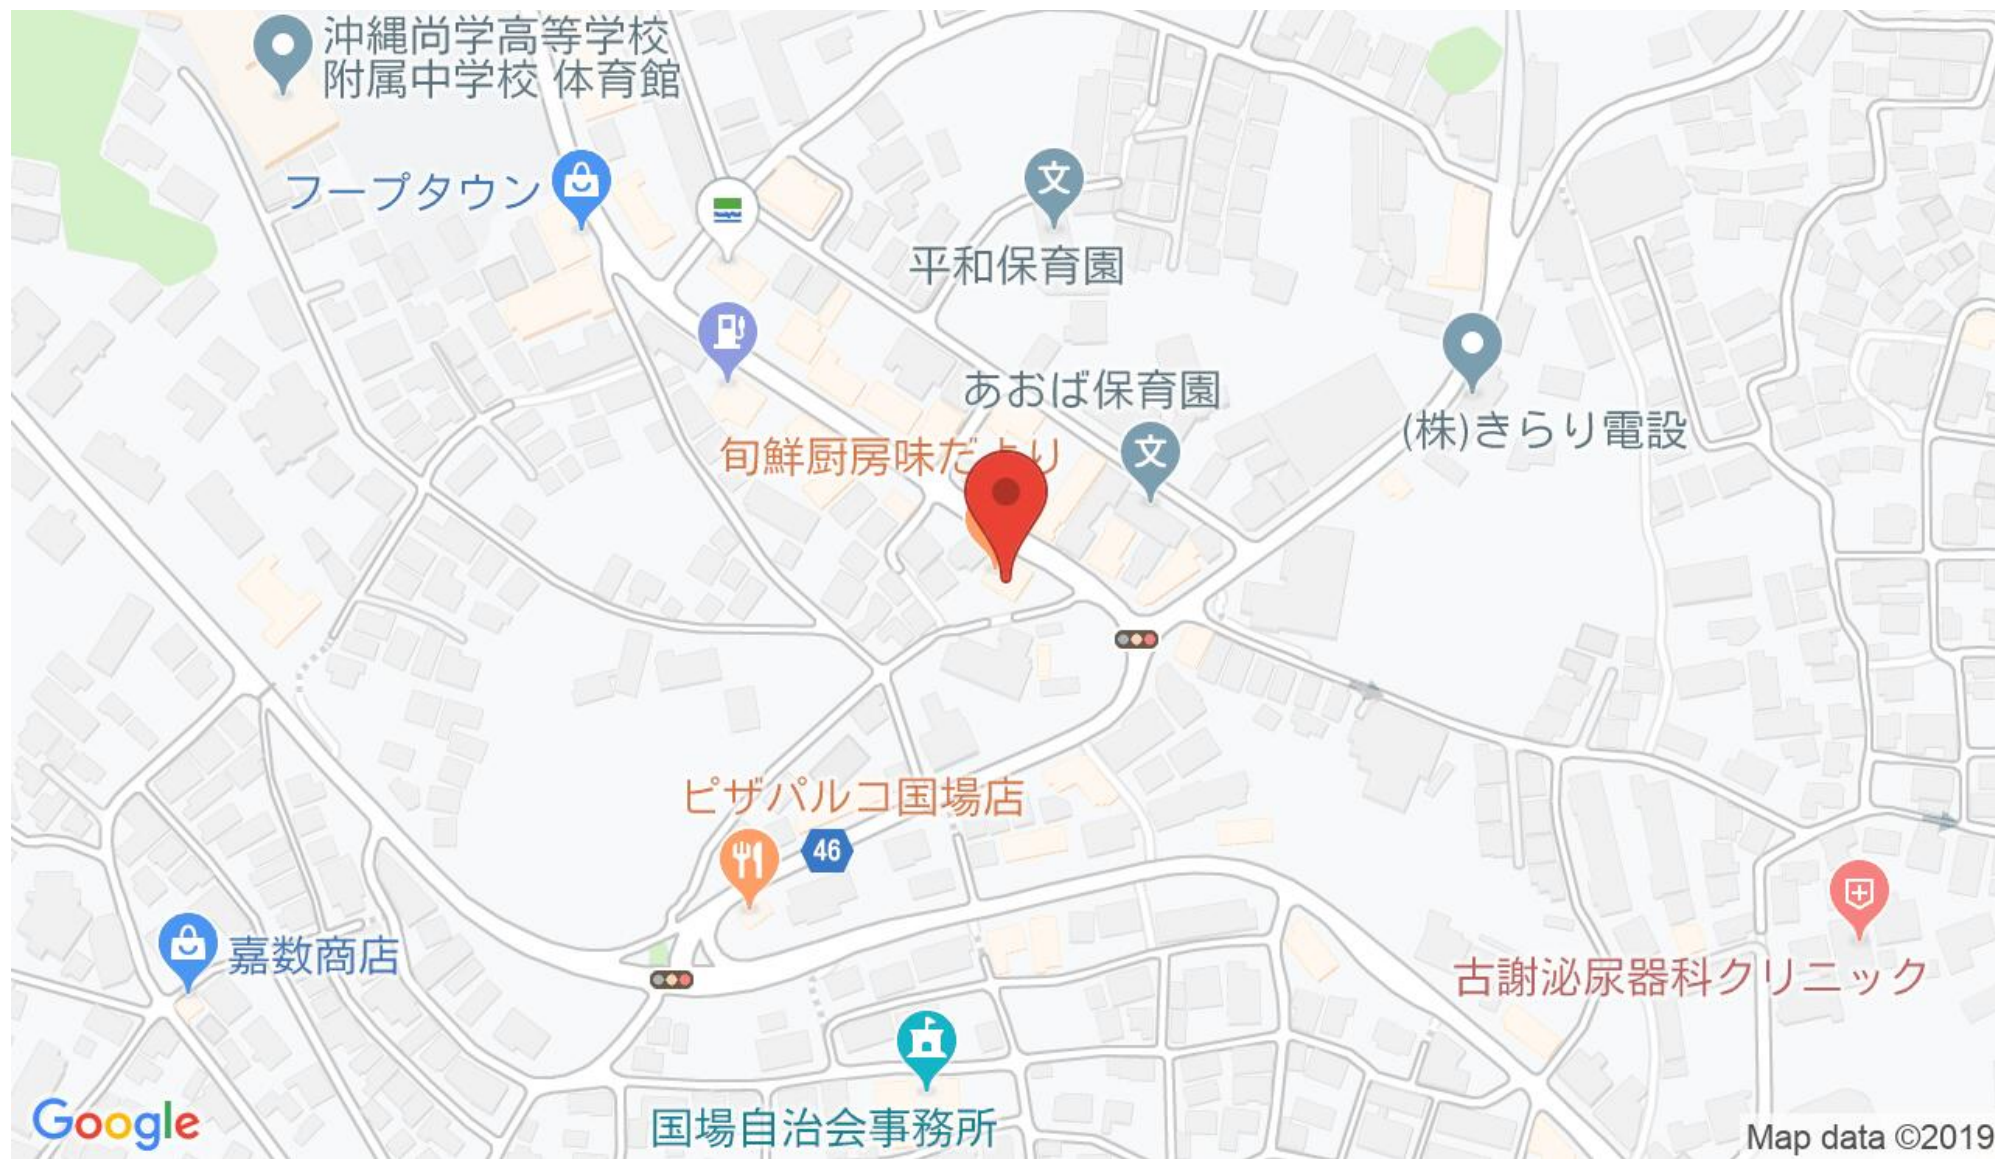 沖縄尚学高等学校
附属中学校 体育館
フープタウン
FamilyMart
文
平和保育園
あおば保育園
文
(株)きらり電設
旬鮮厨房味だより
ピザパルコ国場店
46
嘉数商店
古謝泌尿器科クリニック
国場自治会事務所
Google
Map data ©2019